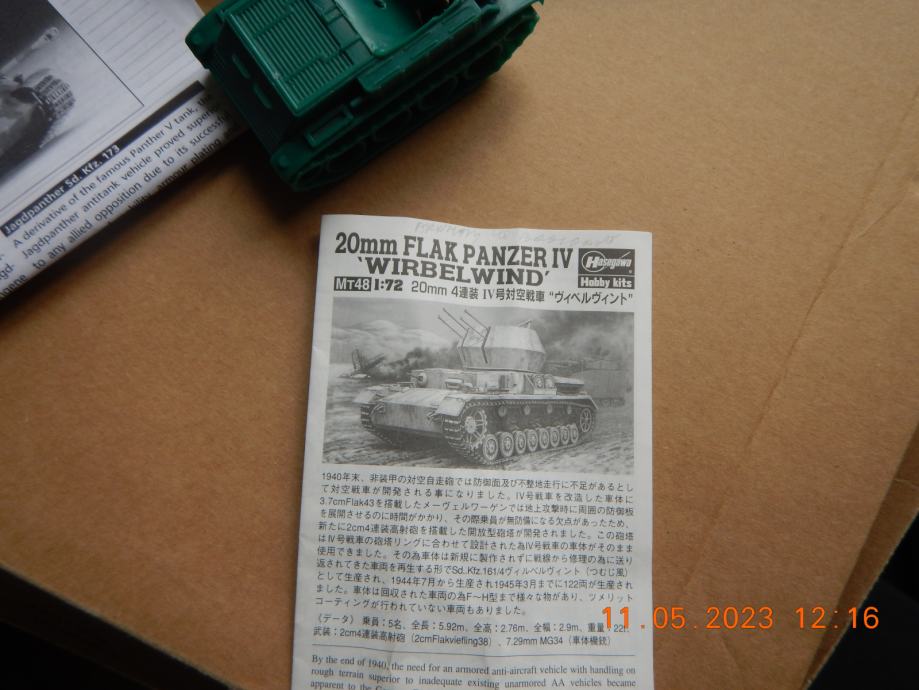 Jagdpanther Sd. Kfz. 173
A derivative of the famous Panther V tank,
Jagdpanther antitank vehicle proved
to any allied opposition due to its
armour plating
20mm FLAK PANZER IV
'WIRBELWIND'
Hasegawa
Hobby kits
MT48 1:72 20mm 4連装 IV号対空戦車 "ヴィベルヴィント"
1940年末、非装甲の対空自走砲では防御面及び不整地走行に不足があるとし
て対空戦車が開発される事になりました。IV号戦車を改造した車体に
3.7cmFlak43を搭載したメーヴェルワーゲンでは地上攻撃時に周囲の防御板
を展開させるのに時間がかかり、その際乗員が無防備になる欠点があったため、
新たに2cm4連装高射砲を搭載した開放型砲塔が開発されました。この砲塔
はIV号戦車の砲塔リングに合わせて設計された為IV号戦車の車体がそのまま
使用できました。その為車体は新規に製作されずに戦線から修理の為に送り
返されてきた車両を再生する形でSd.Kfz.161/4ヴィルベルヴィント（つむじ風）
として生産され、1944年7月から生産され1945年3月までに122両が生産され
ました。車体は回収された車両の為F〜H型まで様々な物があり、ツメリット
コーティングが行われていない車両もありました。
《データ》乗員：5名、全長：5.92m、全高：2.76m、全幅：2.9m、重量：22t、
武装：2cm4連装高射砲（2cmFlakviefling38）、7.29mm MG34（車体機銃）
By the end of 1940, the need for an armored anti-aircraft vehicle with handling on
rough terrain superior to inadequate existing unarmored AA vehicles became
apparent to the
11.05.2023 12:16